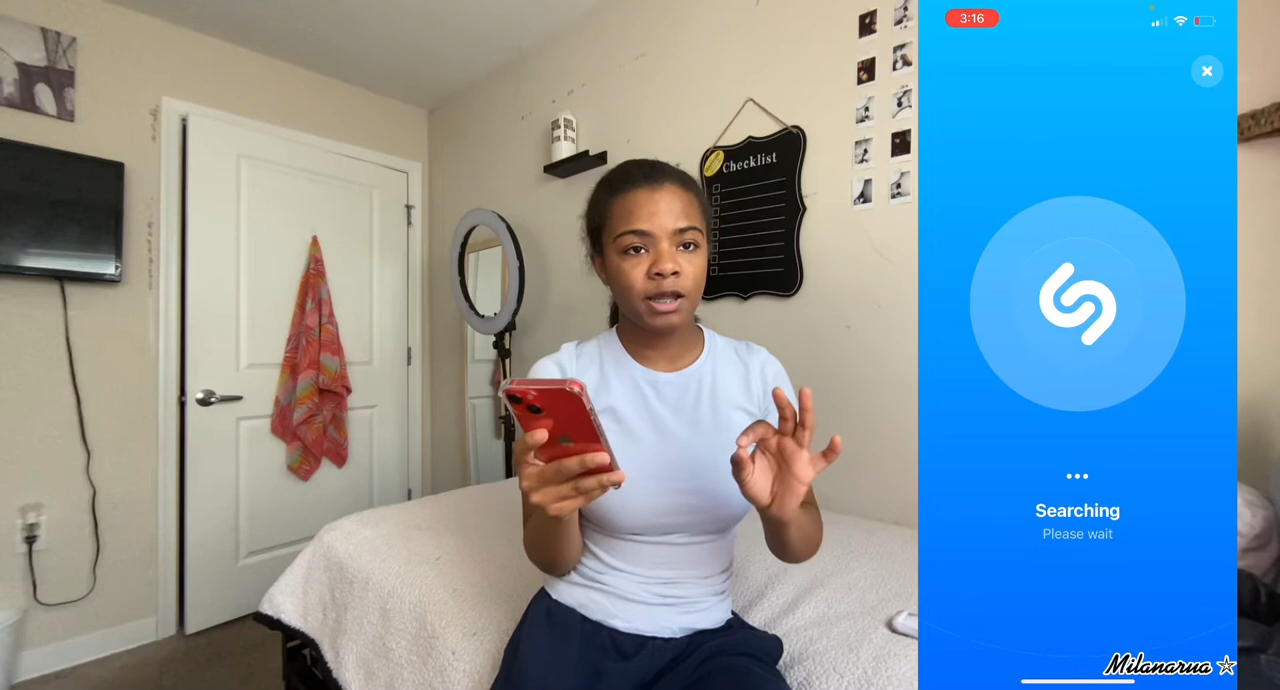 Checklist
3:16
Searching
Please wait
Milanarua ☆